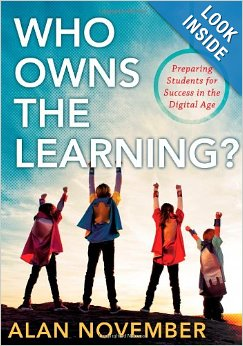 LOOK
INSIDE!
WHO
OWNS
THE
LEARNING?
Preparing
Students for
Success in the
Digital Age
ALAN NOVEMBER